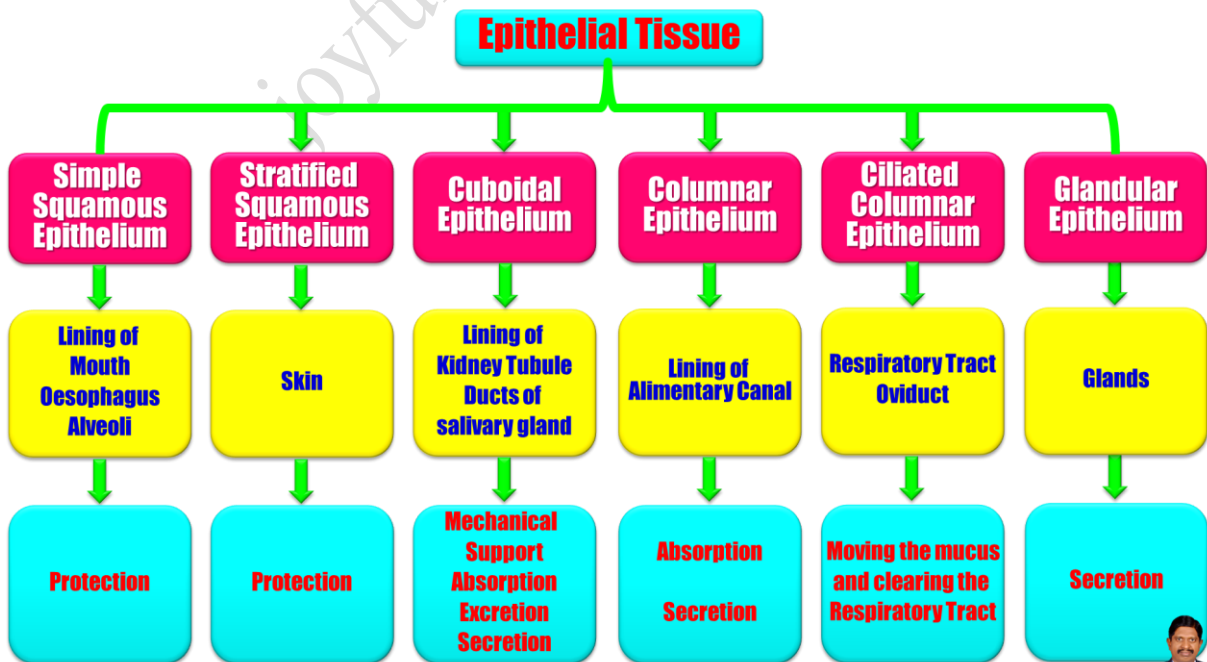 Epithelial Tissue
Simple
Squamous
Epithelium
Stratified
Squamous
Epithelium
Cuboidal
Epithelium
Columnar
Epithelium
Ciliated
Columnar
Epithelium
Glandular
Epithelium
Lining of
Mouth
Oesophagus
Alveoli
Skin
Lining of
Kidney Tubule
Ducts of
salivary gland
Lining of
Alimentary Canal
Respiratory Tract
Oviduct
Glands
Protection
Protection
Mechanical
Support
Absorption
Excretion
Secretion
Absorption
Secretion
Moving the mucus
and clearing the
Respiratory Tract
Secretion